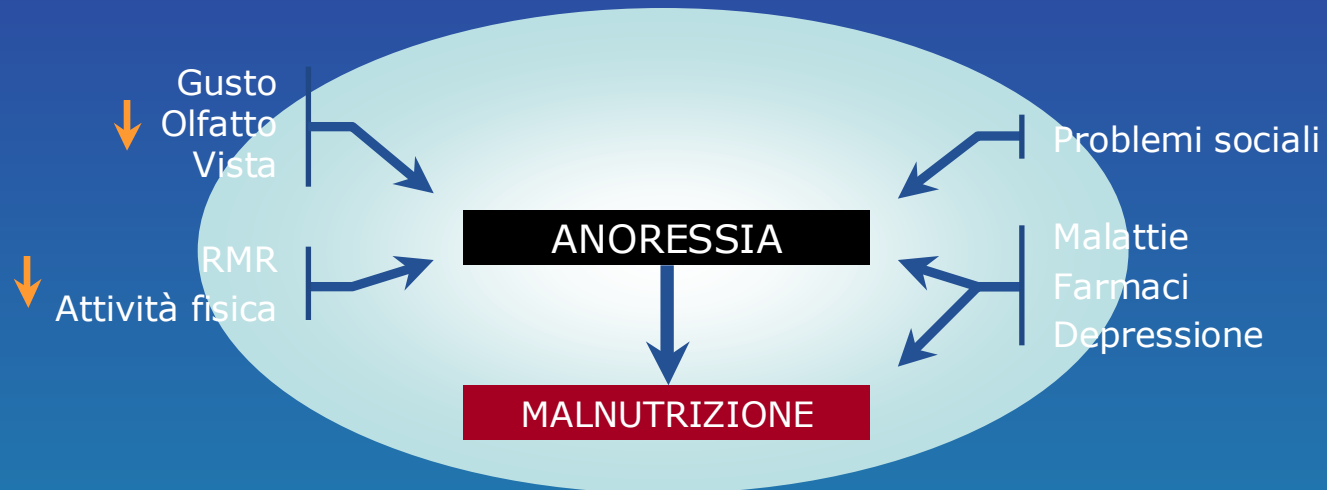 Gusto
Olfatto
Vista
RMR
Attività fisica
ANORESSIA
MALNUTRIZIONE
Problemi sociali
Malattie
Farmaci
Depressione